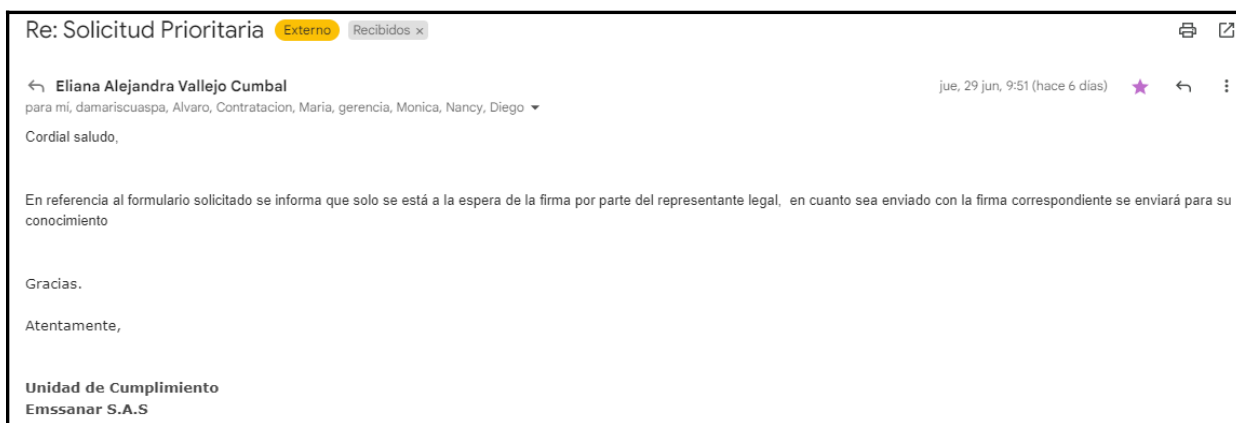 Re: Solicitud Prioritaria Externo Recibidos ×
Eliana Alejandra Vallejo Cumbal jue, 29 jun, 9:51 (hace 6 días)
para mí, damariscuaspa, Alvaro, Contratacion, Maria, gerencia, Monica, Nancy, Diego
Cordial saludo,
En referencia al formulario solicitado se informa que solo se está a la espera de la firma por parte del representante legal, en cuanto sea enviado con la firma correspondiente se enviará para su
conocimiento
Gracias.
Atentamente,
Unidad de Cumplimiento
Emssanar S.A.S